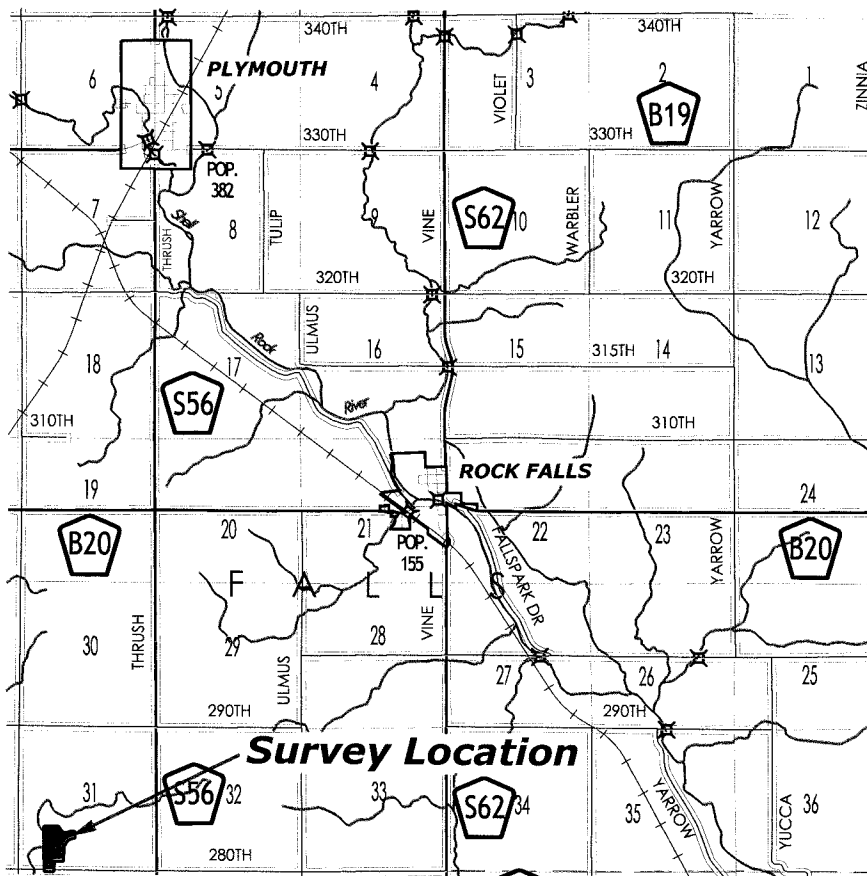 340TH 340TH
PLYMOUTH
6 5 4 VIOLET 3 2 1 ZINNIA
B19
330TH 330TH
POP.
382
7 Shell 8 TULIP 9 VINE S62 10 WARBLER 11 YARROW 12
THRUSH
320TH 320TH
Rock ULMUS
18 17 16 15 315TH 14 13
S56 River
310TH 310TH
ROCK FALLS
19 24
20 21 22 23
B20 POP. FALLSPARK DR YARROW B20
155
F A L L S
30 THRUSH 29 ULMUS 28 VINE 27 26 25
290TH 290TH
Survey Location
31 S56 32 33 S62 34 35 YARROW 36 YUCCA
280TH